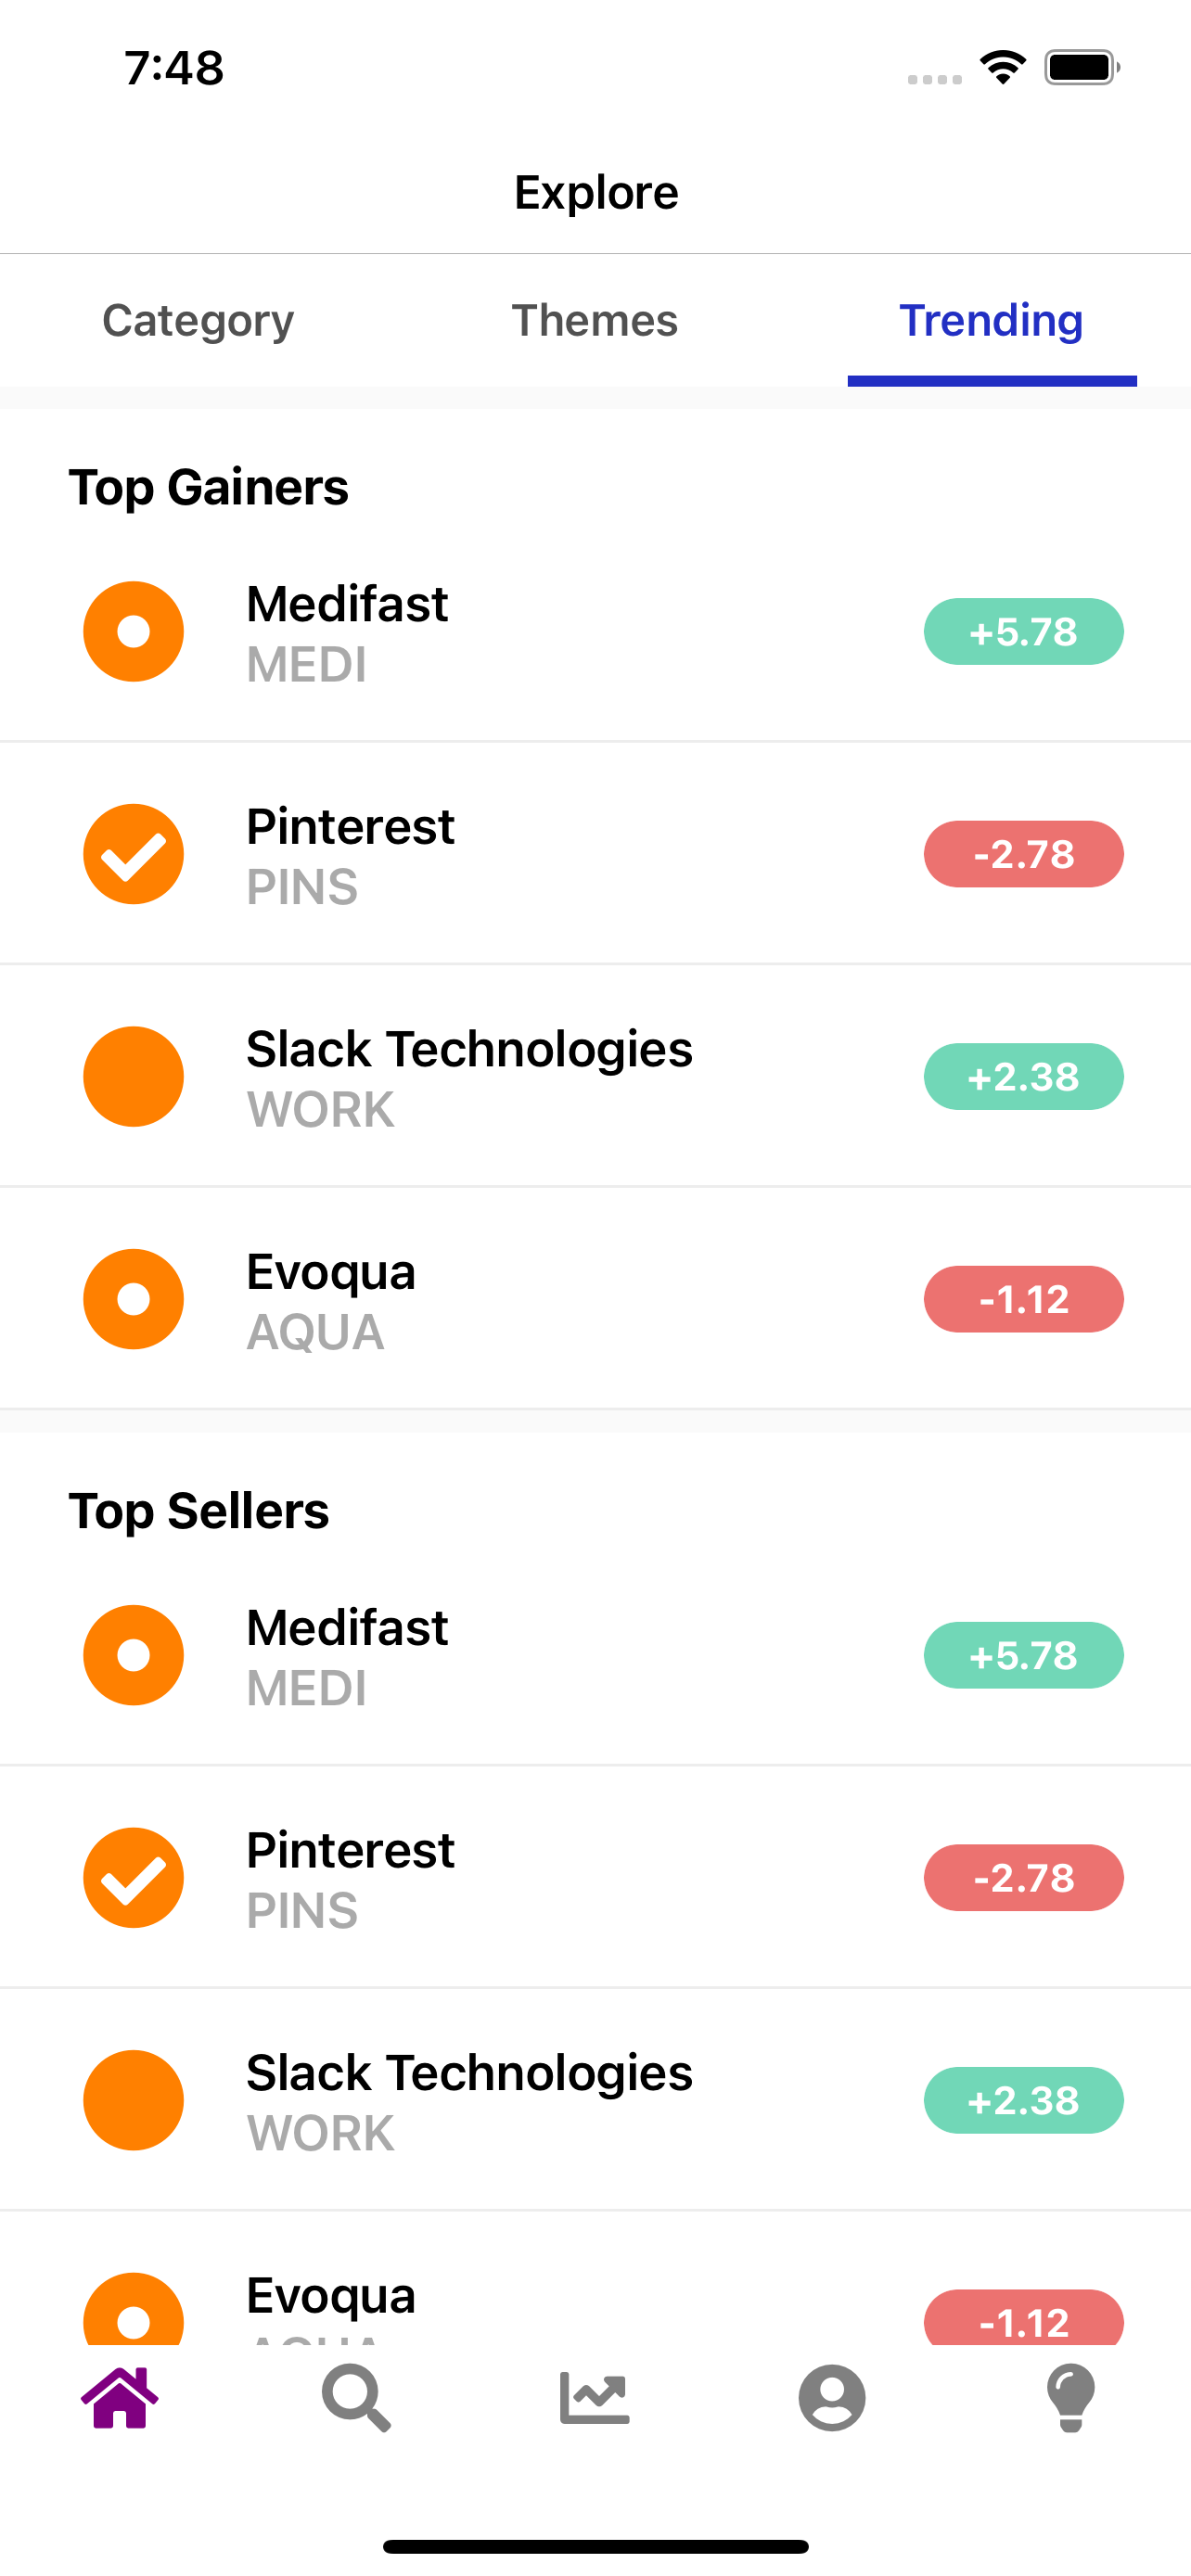 7:48
Explore
Category Themes Trending
Top Gainers
Medifast
MEDI
+5.78
Pinterest
PINS
-2.78
Slack Technologies
WORK
+2.38
Evoqua
AQUA
-1.12
Top Sellers
Medifast
MEDI
+5.78
Pinterest
PINS
-2.78
Slack Technologies
WORK
+2.38
Evoqua
-1.12